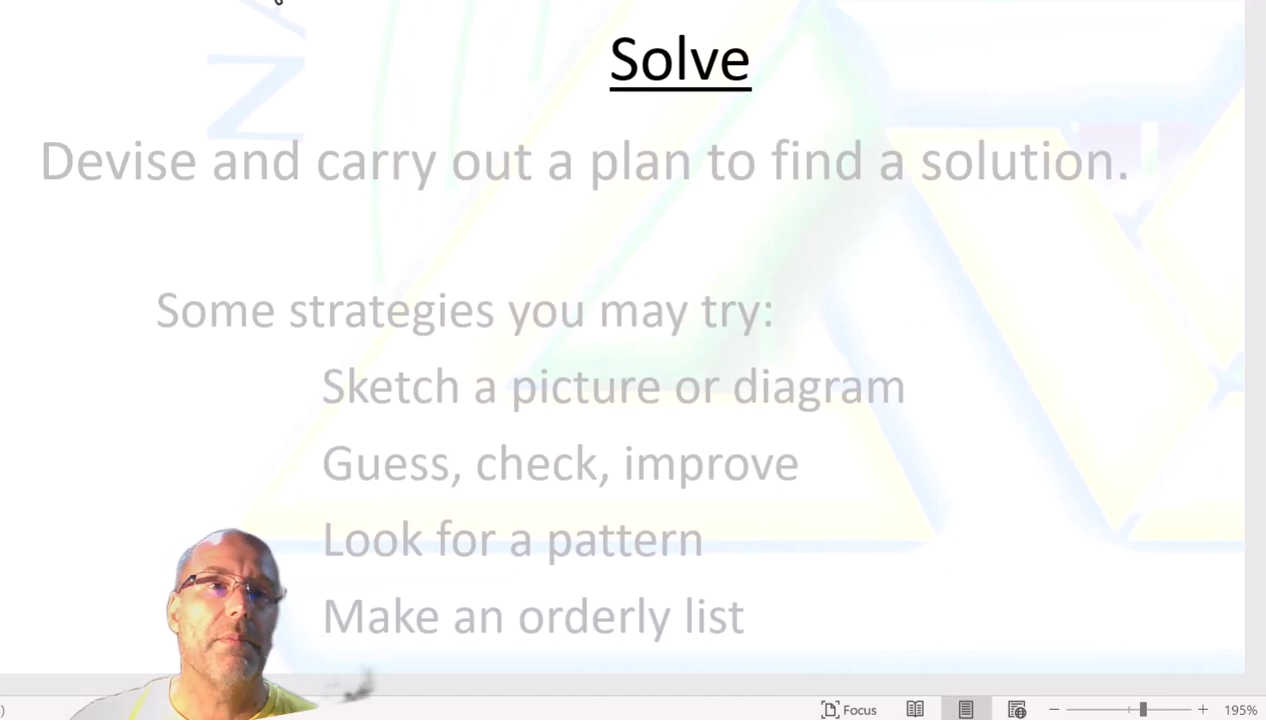 Solve
Devise and carry out a plan to find a solution.
Some strategies you may try:
Sketch a picture or diagram
Guess, check, improve
Look for a pattern
Make an orderly list
Focus
195%